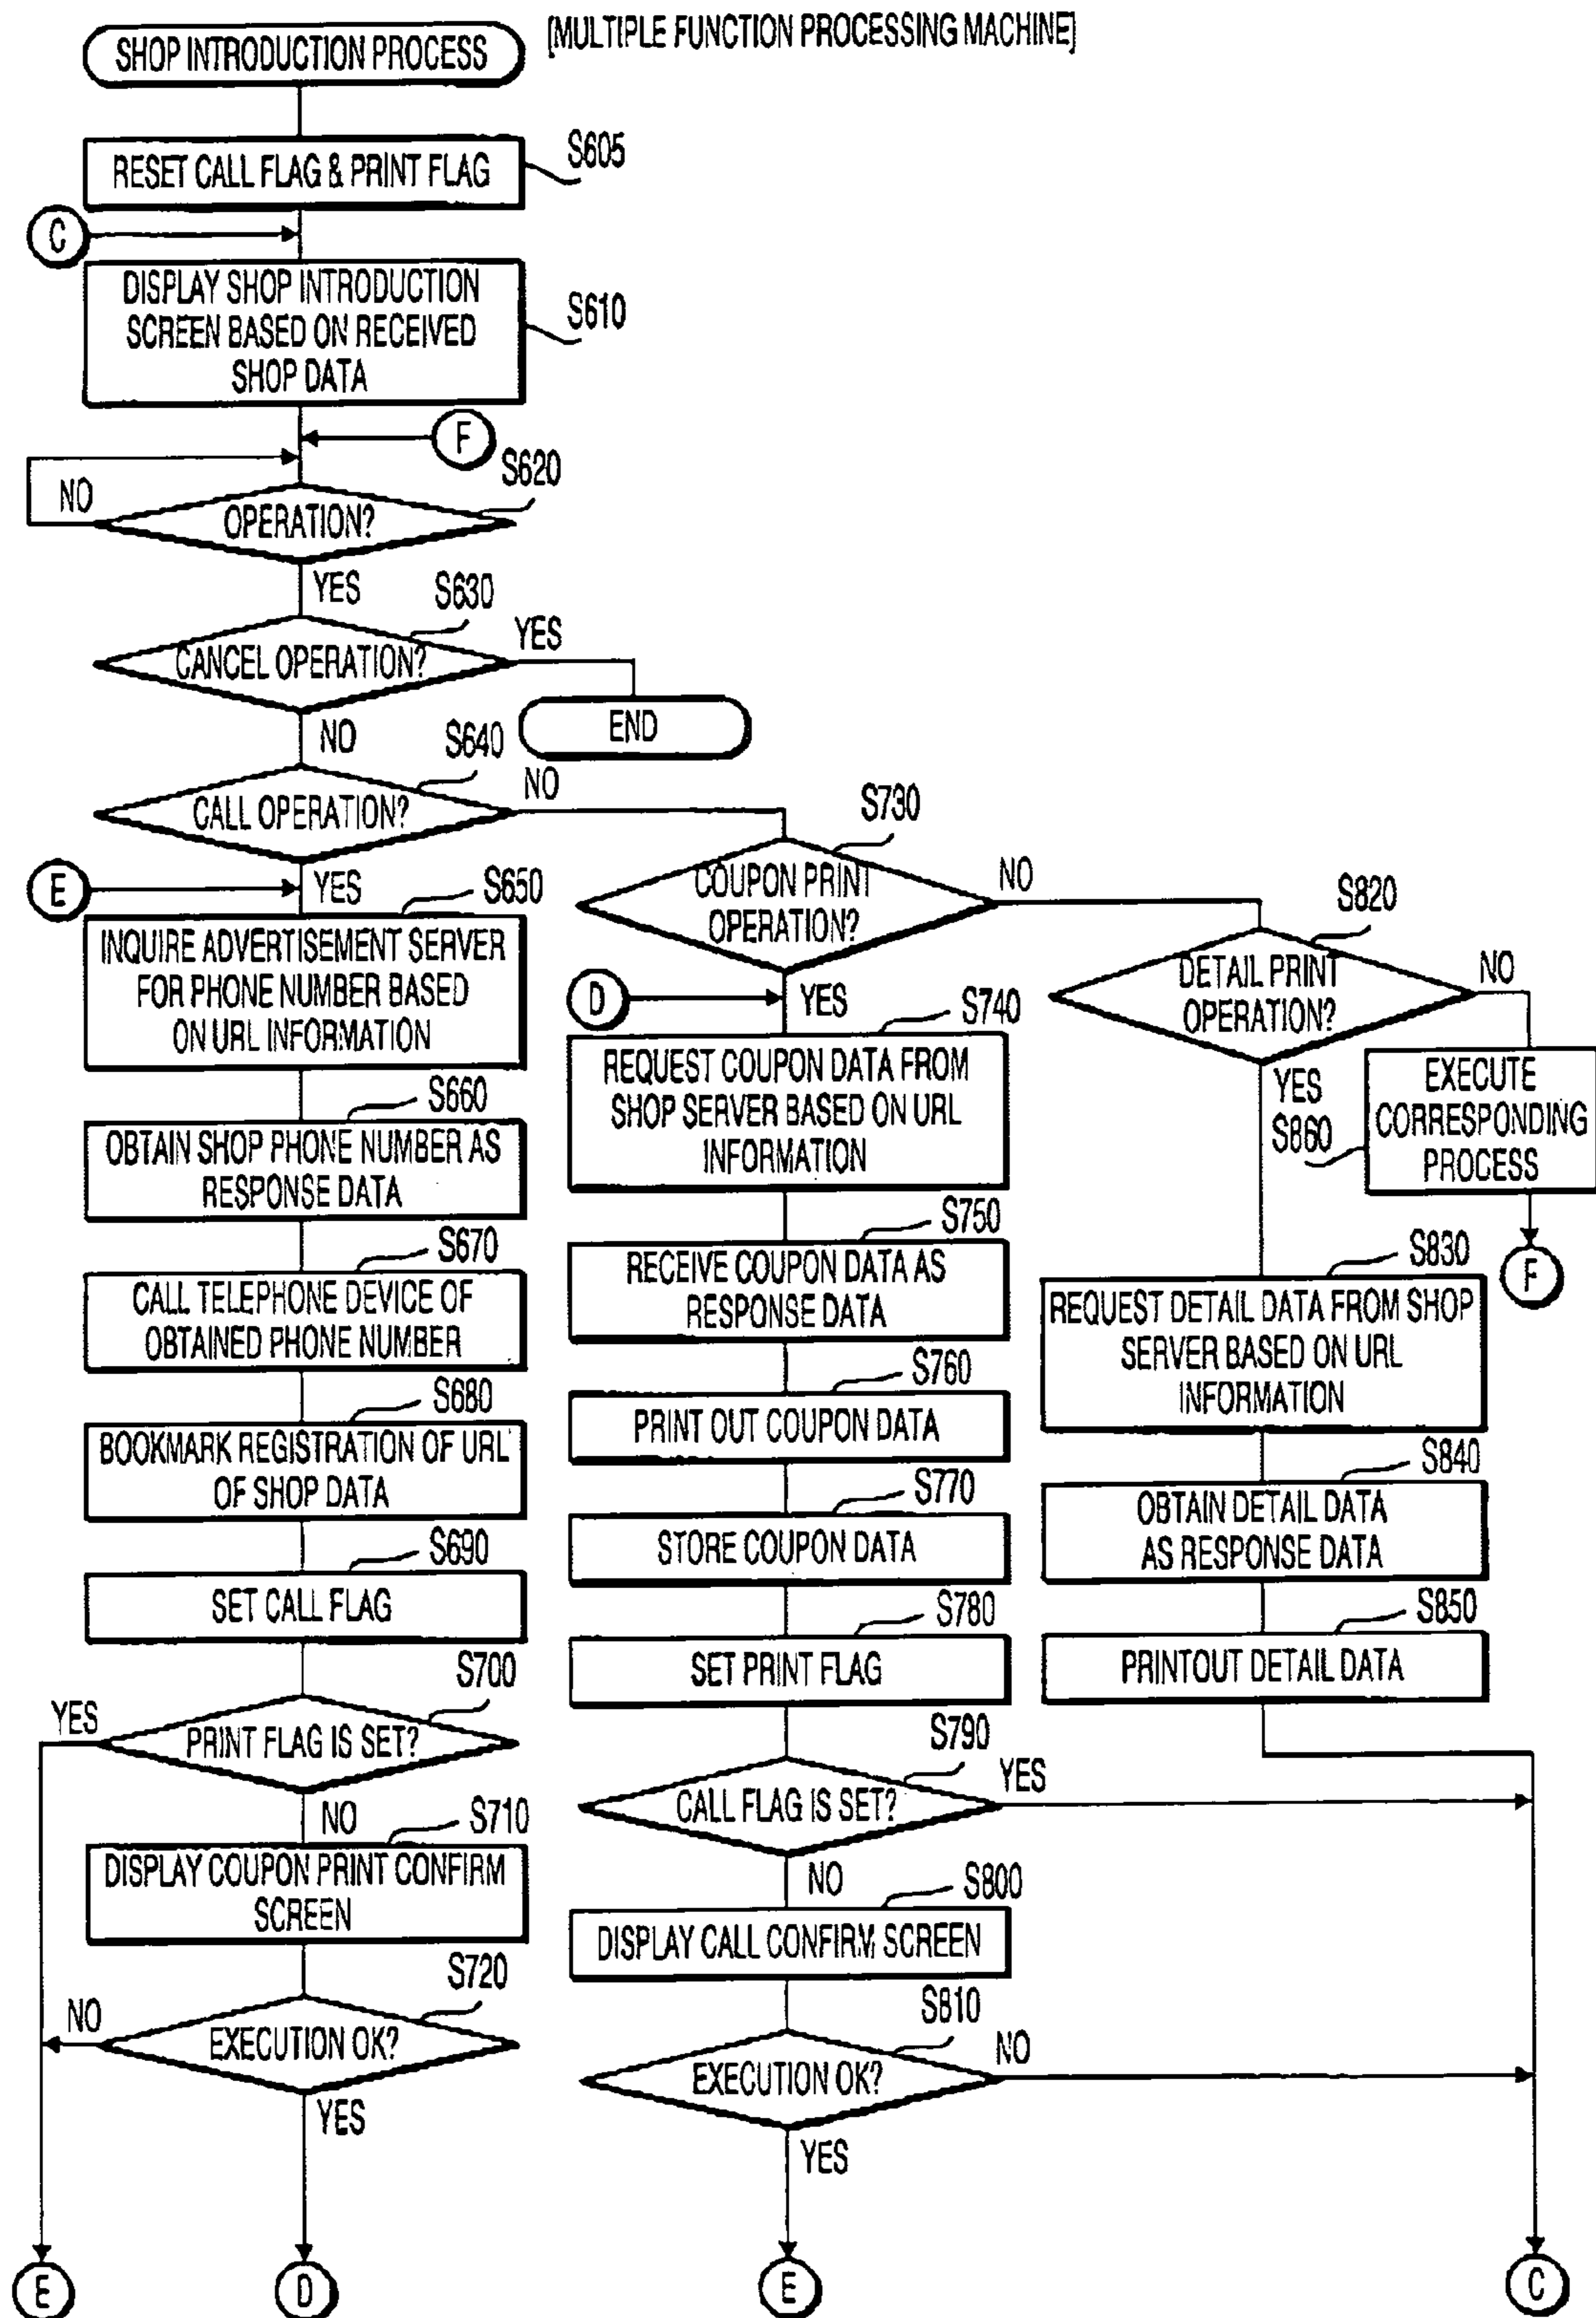 [MULTIPLE FUNCTION PROCESSING MACHINE]
SHOP INTRODUCTION PROCESS
S605
RESET CALL FLAG & PRINT FLAG
C
DISPLAY SHOP INTRODUCTION
SCREEN BASED ON RECEIVED
SHOP DATA
S610
F
S620
NO
OPERATION?
YES
S630
CANCEL OPERATION?
YES
END
NO
S640
CALL OPERATION?
NO
E
YES
S650
INQUIRE ADVERTISEMENT SERVER
FOR PHONE NUMBER BASED
ON URL INFORMATION
S660
OBTAIN SHOP PHONE NUMBER AS
RESPONSE DATA
S670
CALL TELEPHONE DEVICE OF
OBTAINED PHONE NUMBER
S680
BOOKMARK REGISTRATION OF URL
OF SHOP DATA
S690
SET CALL FLAG
S700
YES
PRINT FLAG IS SET?
NO
S710
DISPLAY COUPON PRINT CONFIRM
SCREEN
S720
NO
EXECUTION OK?
YES
E
D
S730
COUPON PRINT
OPERATION?
NO
D
YES
S740
REQUEST COUPON DATA FROM
SHOP SERVER BASED ON URL
INFORMATION
S750
RECEIVE COUPON DATA AS
RESPONSE DATA
S760
PRINT OUT COUPON DATA
S770
STORE COUPON DATA
S780
SET PRINT FLAG
S790
CALL FLAG IS SET?
YES
NO
S800
DISPLAY CALL CONFIRM SCREEN
S810
EXECUTION OK?
NO
YES
E
S820
DETAIL PRINT
OPERATION?
NO
YES
S860
EXECUTE
CORRESPONDING
PROCESS
F
S830
REQUEST DETAIL DATA FROM SHOP
SERVER BASED ON URL
INFORMATION
S840
OBTAIN DETAIL DATA
AS RESPONSE DATA
S850
PRINTOUT DETAIL DATA
C